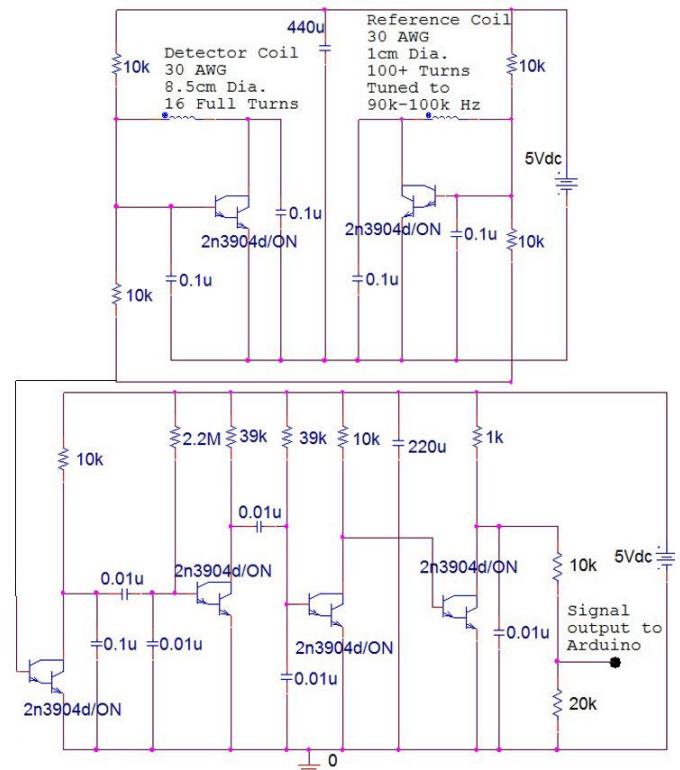 440u
Reference Coil
30 AWG
1cm Dia.
100+ Turns
Tuned to
90k-100k Hz
10k
Detector Coil
30 AWG
8.5cm Dia.
16 Full Turns
10k
5Vdc
0.1u
2n3904d/ON
0.1u
10k
2n3904d/ON
0.1u
10k
0.1u
10k
2.2M
39k
39k
10k
220u
1k
0.01u
2n3904d/ON
2n3904d/ON
10k
5Vdc
0.01u
Signal
output to
Arduino
0.1u
0.01u
2n3904d/ON
0.01u
0.01u
2n3904d/ON
20k
0